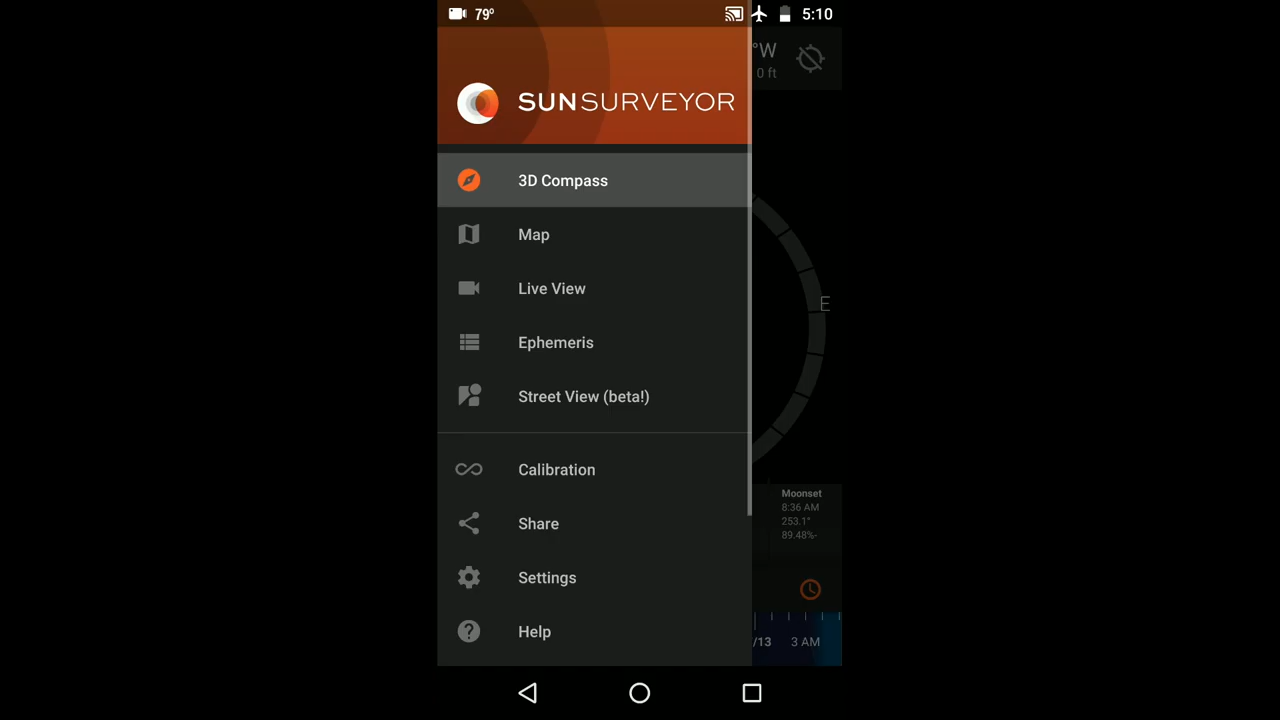 79°
5:10
°W
0 ft
SUNSURVEYOR
3D Compass
Map
Live View
E
Ephemeris
Street View (beta!)
Calibration
Moonset
8:36 AM
253.1°
89.48%-
Share
Settings
Help
/13 3 AM